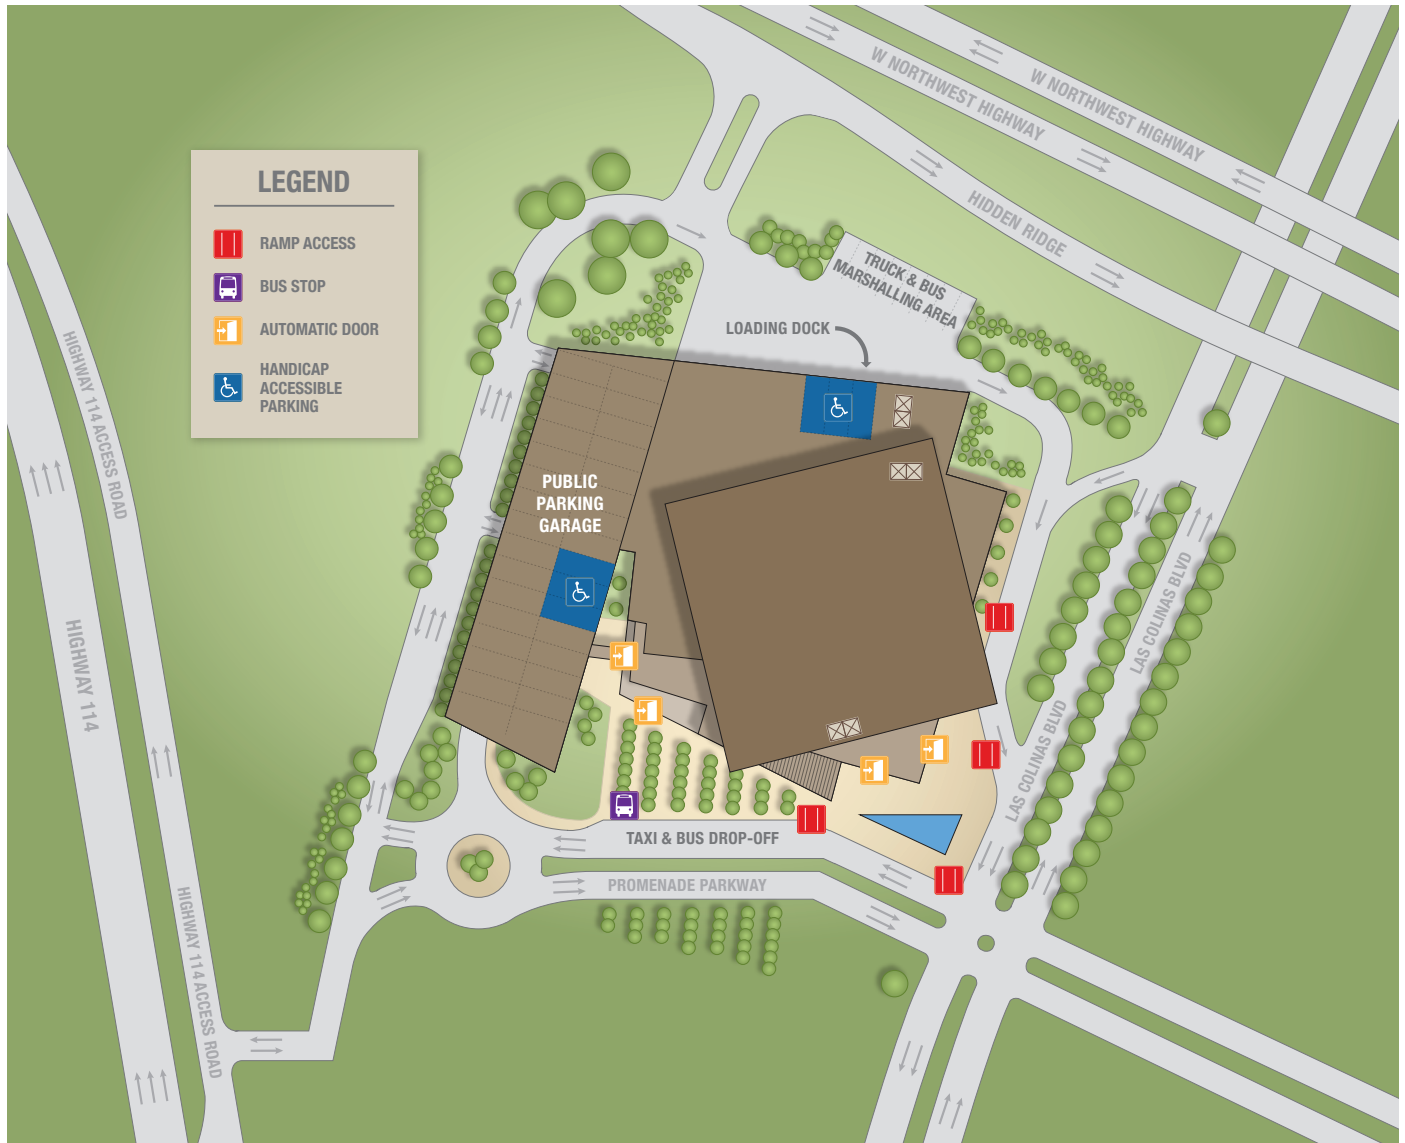 W NORTHWEST HIGHWAY
W NORTHWEST HIGHWAY
LEGEND
RAMP ACCESS
BUS STOP
AUTOMATIC DOOR
HANDICAP
ACCESSIBLE
PARKING
HIDDEN RIDGE
TRUCK & BUS
MARSHALLING AREA
LOADING DOCK
HIGHWAY 114 ACCESS ROAD
PUBLIC
PARKING
GARAGE
HIGHWAY 114
LAS COLINAS BLVD
LAS COLINAS BLVD
TAXI & BUS DROP-OFF
PROMENADE PARKWAY
HIGHWAY 114 ACCESS ROAD